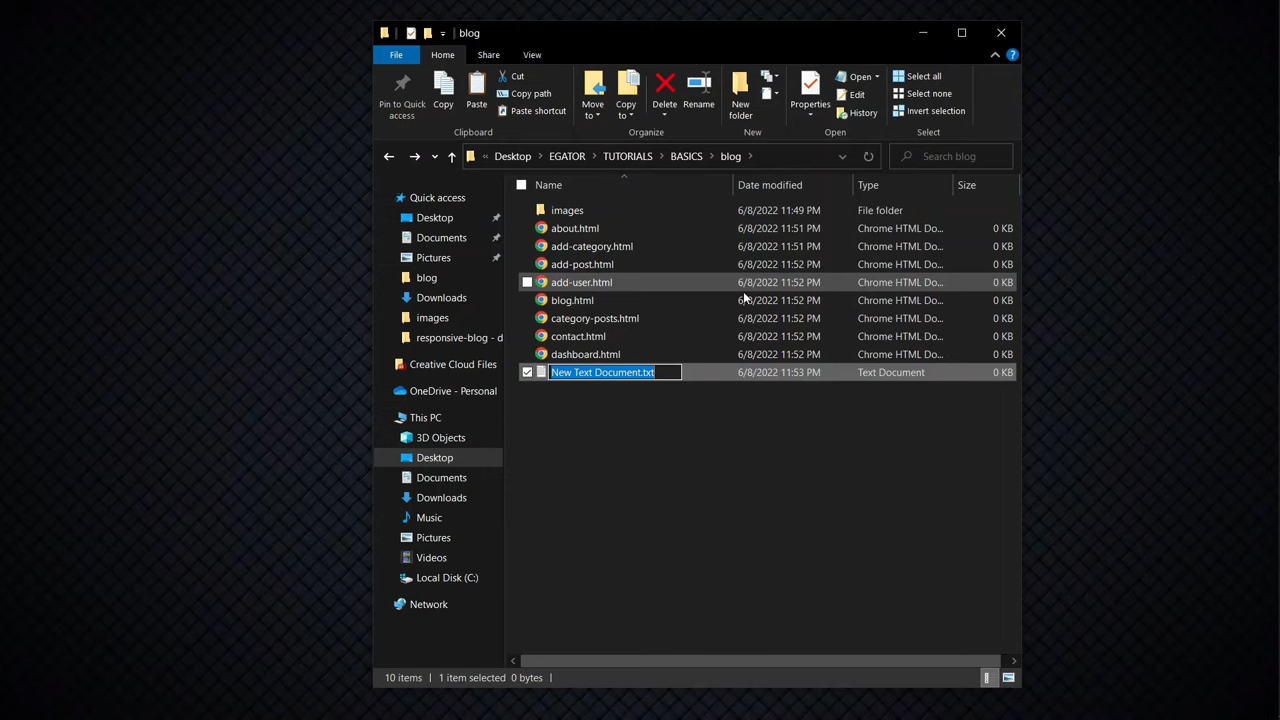 blog
File Home Share View
Pin to Quick access
Copy
Paste
Cut
Copy path
Paste shortcut
Clipboard
Move to
Copy to
Delete
Rename
Organize
New folder
New
Properties
Open
Edit
History
Open
Select all
Select none
Invert selection
Select
« Desktop > EGATOR > TUTORIALS > BASICS > blog >
Search blog
Quick access
Desktop
Documents
Pictures
blog
Downloads
images
responsive-blog - d
Creative Cloud Files
OneDrive - Personal
This PC
3D Objects
Desktop
Documents
Downloads
Music
Pictures
Videos
Local Disk (C:)
Network
Name Date modified Type Size
images 6/8/2022 11:49 PM File folder
about.html 6/8/2022 11:51 PM Chrome HTML Do... 0 KB
add-category.html 6/8/2022 11:51 PM Chrome HTML Do... 0 KB
add-post.html 6/8/2022 11:52 PM Chrome HTML Do... 0 KB
add-user.html 6/8/2022 11:52 PM Chrome HTML Do... 0 KB
blog.html 6/8/2022 11:52 PM Chrome HTML Do... 0 KB
category-posts.html 6/8/2022 11:52 PM Chrome HTML Do... 0 KB
contact.html 6/8/2022 11:52 PM Chrome HTML Do... 0 KB
dashboard.html 6/8/2022 11:52 PM Chrome HTML Do... 0 KB
New Text Document.txt 6/8/2022 11:53 PM Text Document 0 KB
10 items 1 item selected 0 bytes